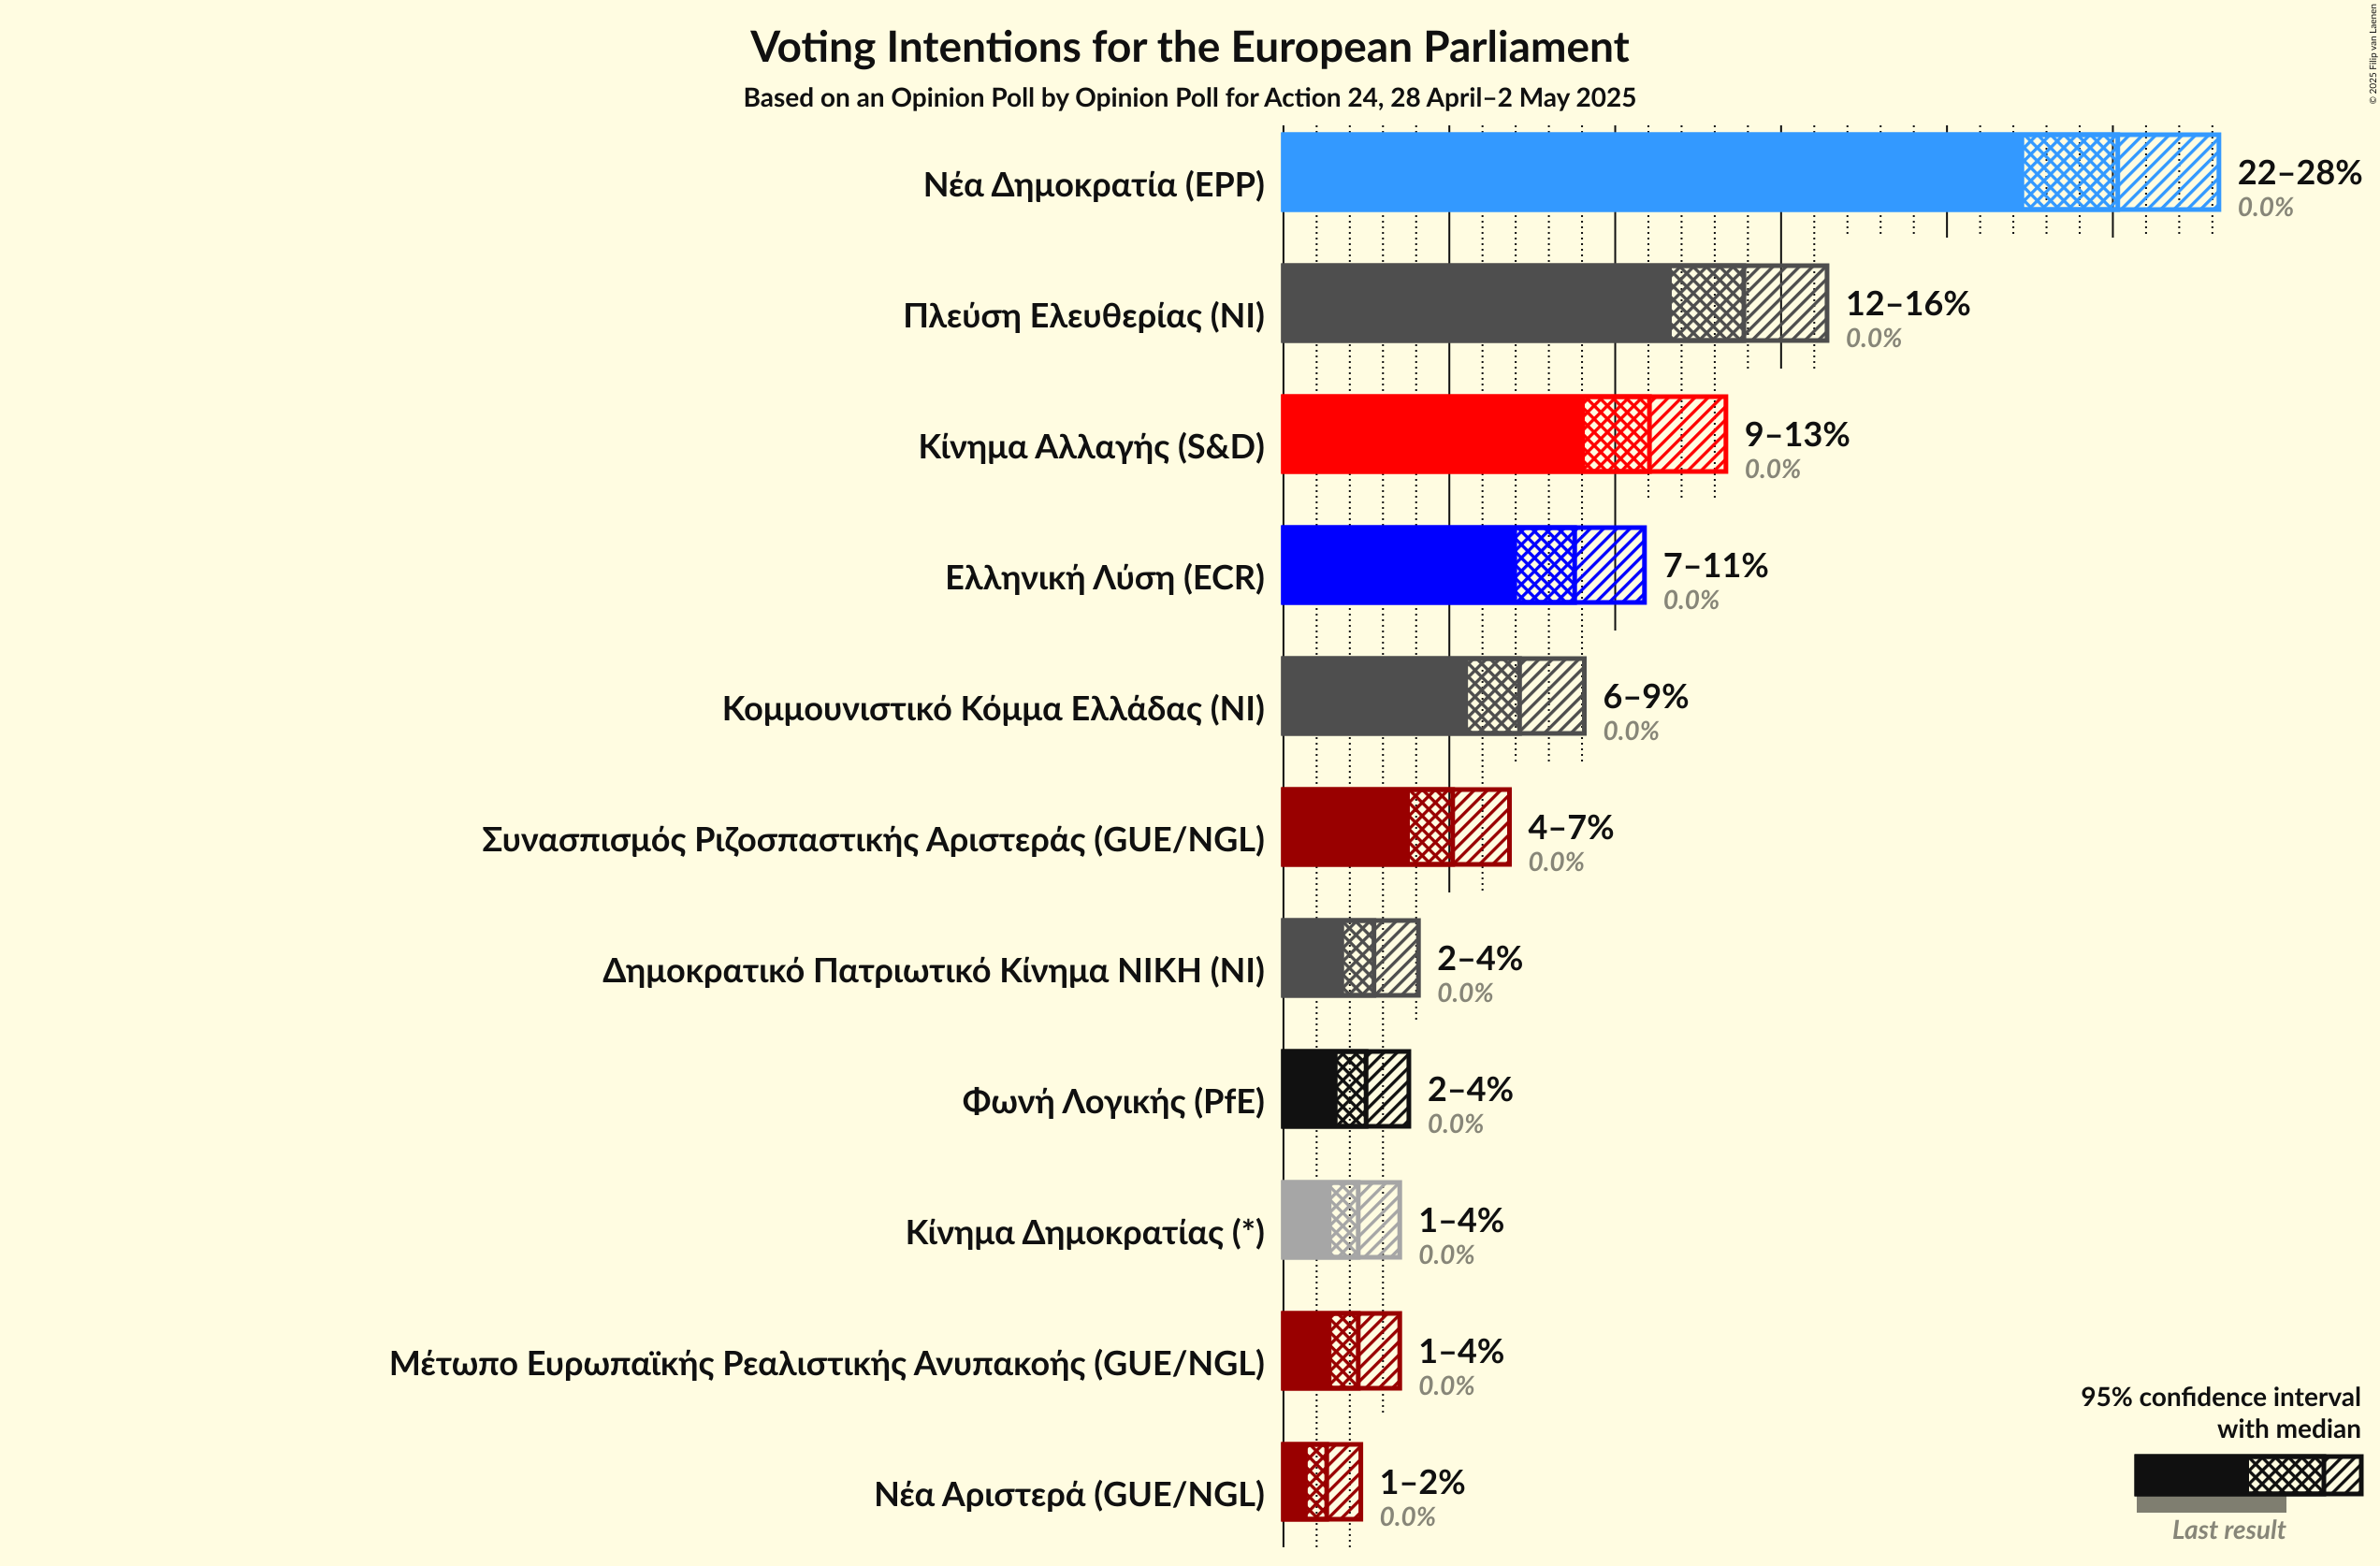 Voting Intentions for the European Parliament
Based on an Opinion Poll by Opinion Poll for Action 24, 28 April–2 May 2025
© 2025 Filip van Laenen
Νέα Δημοκρατία (EPP)
22–28%
0.0%
Πλεύση Ελευθερίας (NI)
12–16%
0.0%
Κίνημα Αλλαγής (S&D)
9–13%
0.0%
Ελληνική Λύση (ECR)
7–11%
0.0%
Κομμουνιστικό Κόμμα Ελλάδας (NI)
6–9%
0.0%
Συνασπισμός Ριζοσπαστικής Αριστεράς (GUE/NGL)
4–7%
0.0%
Δημοκρατικό Πατριωτικό Κίνημα ΝΙΚΗ (NI)
2–4%
0.0%
Φωνή Λογικής (PfE)
2–4%
0.0%
Κίνημα Δημοκρατίας (*)
1–4%
0.0%
Μέτωπο Ευρωπαϊκής Ρεαλιστικής Ανυπακοής (GUE/NGL)
1–4%
0.0%
Νέα Αριστερά (GUE/NGL)
1–2%
0.0%
95% confidence interval
with median
Last result